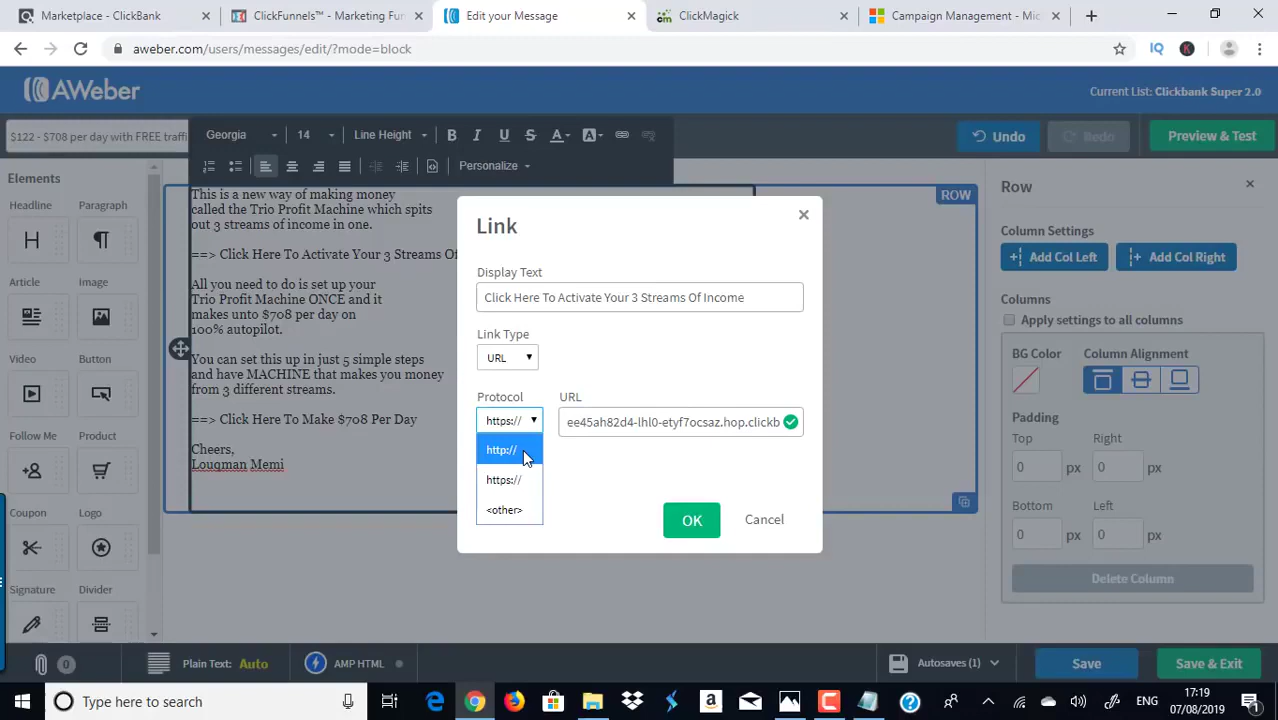 Marketplace - ClickBank
ClickFunnels™ - Marketing Fun
Edit your Message
ClickMagick
Campaign Management - Mic
aweber.com/users/messages/edit/?mode=block
IQ
K
AWeber
Current List: Clickbank Super 2.0
$122 - $708 per day with FREE traffi
Georgia
14
Line Height
B I U S A A
Undo
Redo
Preview & Test
Personalize
Elements
Headline
Paragraph
H
¶
Article
Image
Video
Button
Follow Me
Product
Coupon
Logo
Signature
Divider
This is a new way of making money
called the Trio Profit Machine which spits
out 3 streams of income in one.
==> Click Here To Activate Your 3 Streams Of
All you need to do is set up your
Trio Profit Machine ONCE and it
makes unto $708 per day on
100% autopilot.
You can set this up in just 5 simple steps
and have MACHINE that makes you money
from 3 different streams.
==> Click Here To Make $708 Per Day
Cheers,
Louqman Memi
ROW
Link
Display Text
Click Here To Activate Your 3 Streams Of Income
Link Type
URL
Protocol
URL
https://
ee45ah82d4-lhl0-etyf7ocsaz.hop.clickb
http://
https://
<other>
OK
Cancel
Row
Column Settings
Add Col Left
Add Col Right
Columns
Apply settings to all columns
BG Color
Column Alignment
Padding
Top
Right
0 px
0 px
Bottom
Left
0 px
0 px
Delete Column
0
Plain Text: Auto
AMP HTML
Autosaves (1)
Save
Save & Exit
Type here to search
ENG
17:19
07/08/2019
1